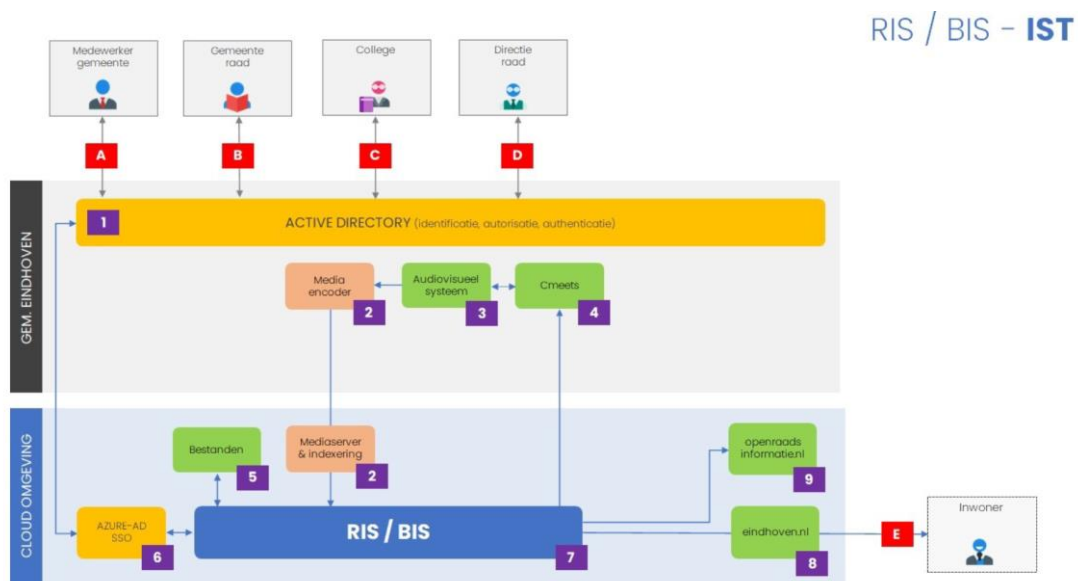 RIS / BIS - IST
Medewerker
gemeente
Gemeente
raad
College
Directie
raad
A
B
C
D
GEM. EINDHOVEN
1
ACTIVE DIRECTORY (identificatie, autorisatie, authenticatie)
Media
encoder
2
Audiovisueel
systeem
3
Cmeets
4
CLOUD OMGEVING
Bestanden
5
Mediaserver
& indexering
2
openraads
informatie.nl
9
AZURE-AD
SSO
6
RIS / BIS
7
eindhoven.nl
8
E
Inwoner